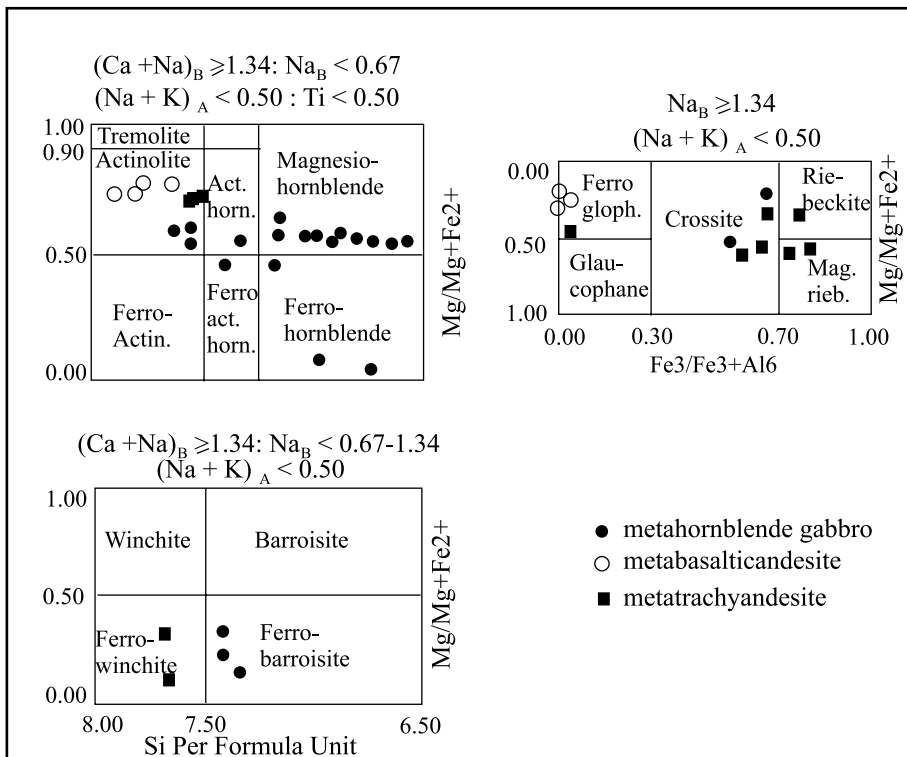 (Ca +Na)B ⩾1.34: NaB < 0.67
(Na + K) A < 0.50 : Ti < 0.50
1.00
0.90
0.50
0.00
Tremolite
Actinolite
Act.
horn.
Magnesio-
hornblende
Ferro-
Actin.
Ferro
act.
horn.
Ferro-
hornblende
Mg/Mg+Fe2+
NaB ⩾1.34
(Na + K) A < 0.50
0.00
0.50
1.00
Ferro
gloph.
Crossite
Rie-
beckite
Glau-
cophane
Mag.
rieb.
Mg/Mg+Fe2+
0.00 0.30 0.70 1.00
Fe3/Fe3+Al6
(Ca +Na)B ⩾1.34: NaB < 0.67-1.34
(Na + K) A < 0.50
1.00
0.50
0.00
Winchite
Barroisite
Ferro-
winchite
Ferro-
barroisite
Mg/Mg+Fe2+
8.00 7.50 6.50
Si Per Formula Unit
metahornblende gabbro
metabasalticandesite
metatrachyandesite